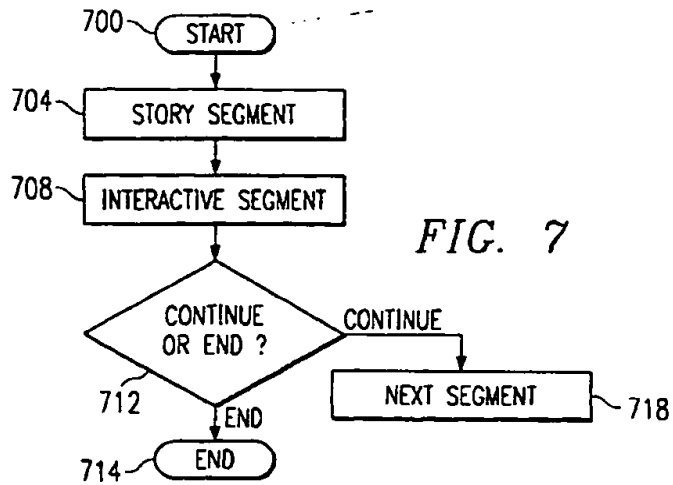 700
START
704
STORY SEGMENT
708
INTERACTIVE SEGMENT
FIG. 7
CONTINUE
OR END ?
CONTINUE
712
NEXT SEGMENT
718
END
714
END